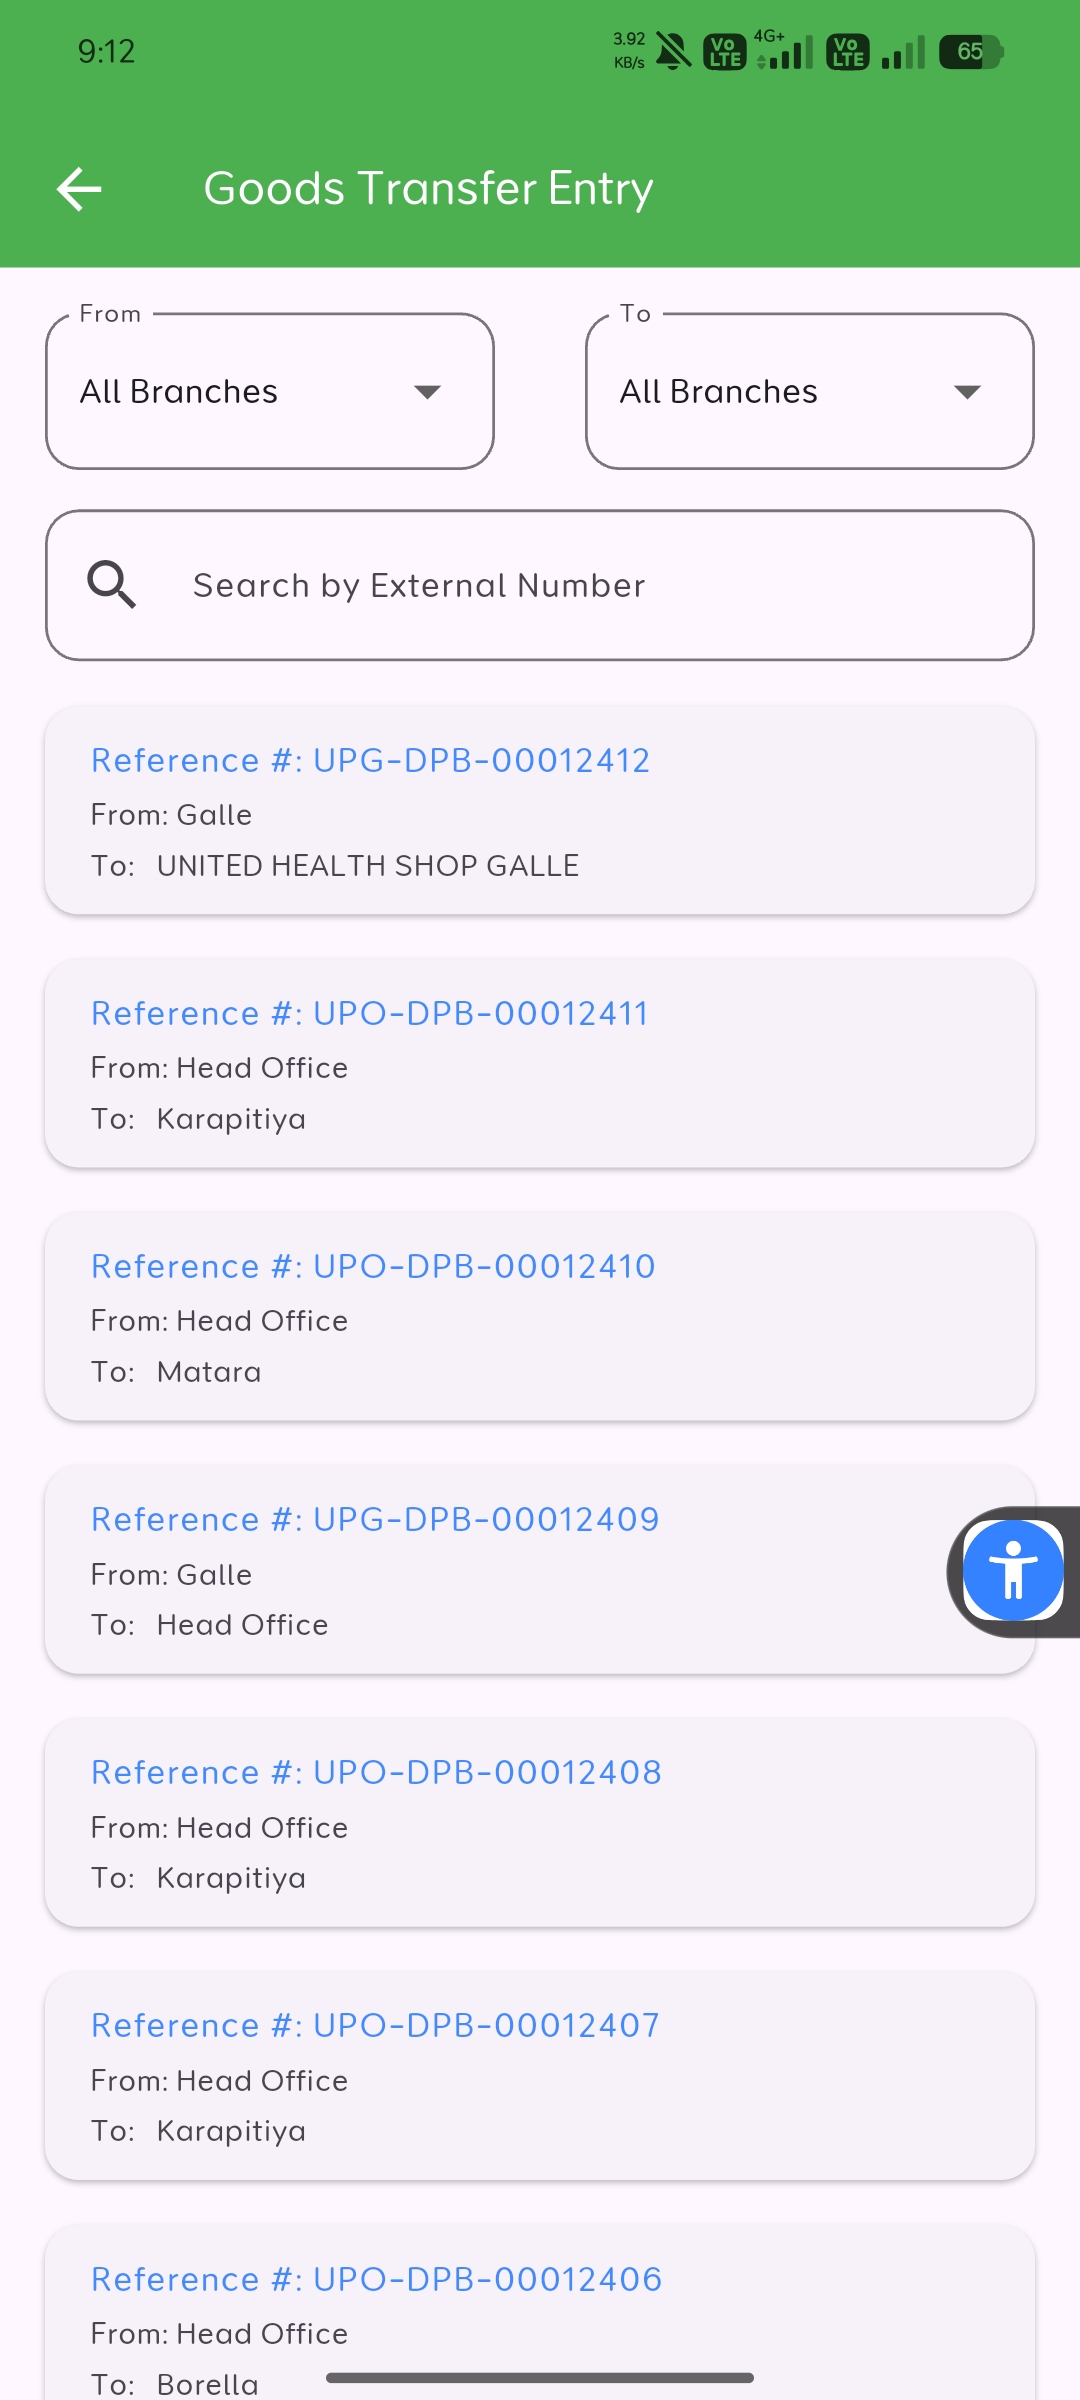 9:12
3.92 KB/s
Vo LTE
4G+
Vo LTE
65
Goods Transfer Entry
From
To
All Branches
All Branches
Search by External Number
Reference #: UPG-DPB-00012412
From: Galle
To: UNITED HEALTH SHOP GALLE
Reference #: UPO-DPB-00012411
From: Head Office
To: Karapitiya
Reference #: UPO-DPB-00012410
From: Head Office
To: Matara
Reference #: UPG-DPB-00012409
From: Galle
To: Head Office
Reference #: UPO-DPB-00012408
From: Head Office
To: Karapitiya
Reference #: UPO-DPB-00012407
From: Head Office
To: Karapitiya
Reference #: UPO-DPB-00012406
From: Head Office
To: Borella